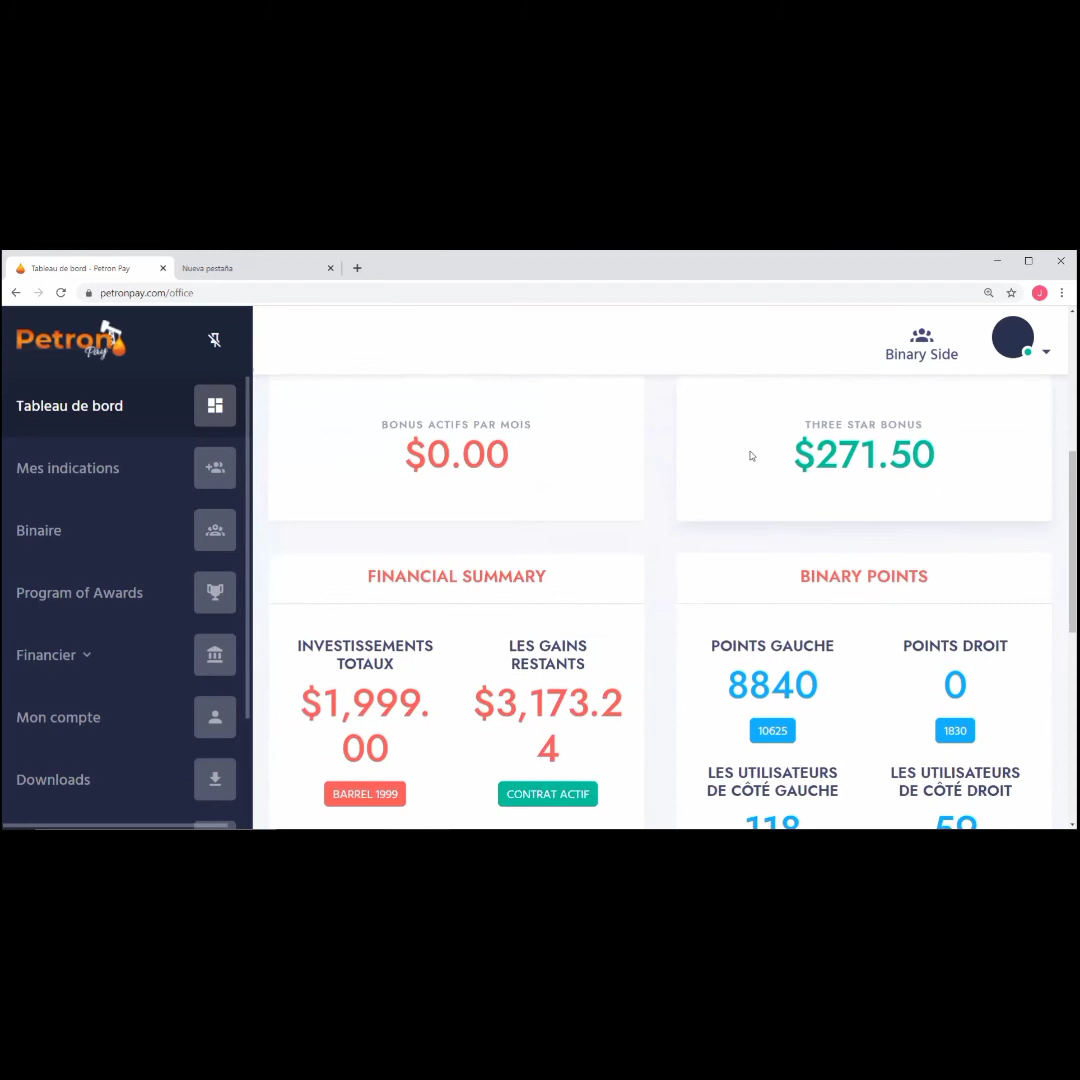 Tableau de bord - Petron Pay
Nueva pestaña
petronpay.com/office
J
Petron
Pay
Binary Side
Tableau de bord
Mes indications
Binaire
Program of Awards
Financier
Mon compte
Downloads
BONUS ACTIFS PAR MOIS
$0.00
THREE STAR BONUS
$271.50
FINANCIAL SUMMARY
INVESTISSEMENTS
TOTAUX
$1,999.
00
BARREL 1999
LES GAINS
RESTANTS
$3,173.2
4
CONTRAT ACTIF
BINARY POINTS
POINTS GAUCHE
8840
10625
POINTS DROIT
0
1830
LES UTILISATEURS
DE CÔTÉ GAUCHE
118
LES UTILISATEURS
DE CÔTÉ DROIT